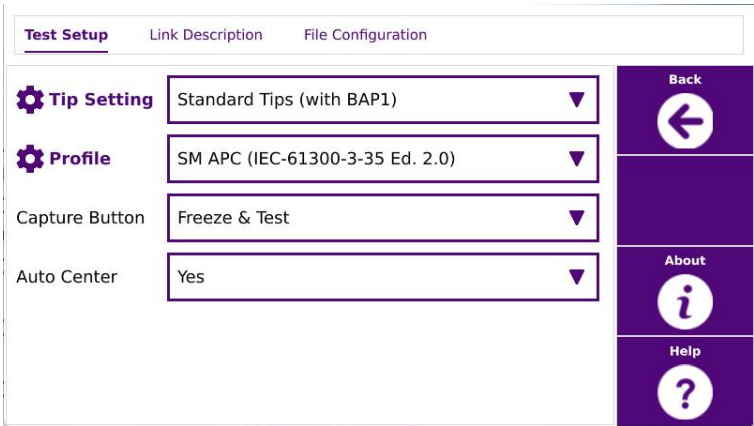 Test Setup Link Description File Configuration
Tip Setting Standard Tips (with BAP1)
Profile SM APC (IEC-61300-3-35 Ed. 2.0)
Capture Button Freeze & Test
Auto Center Yes
Back
About
i
Help
?